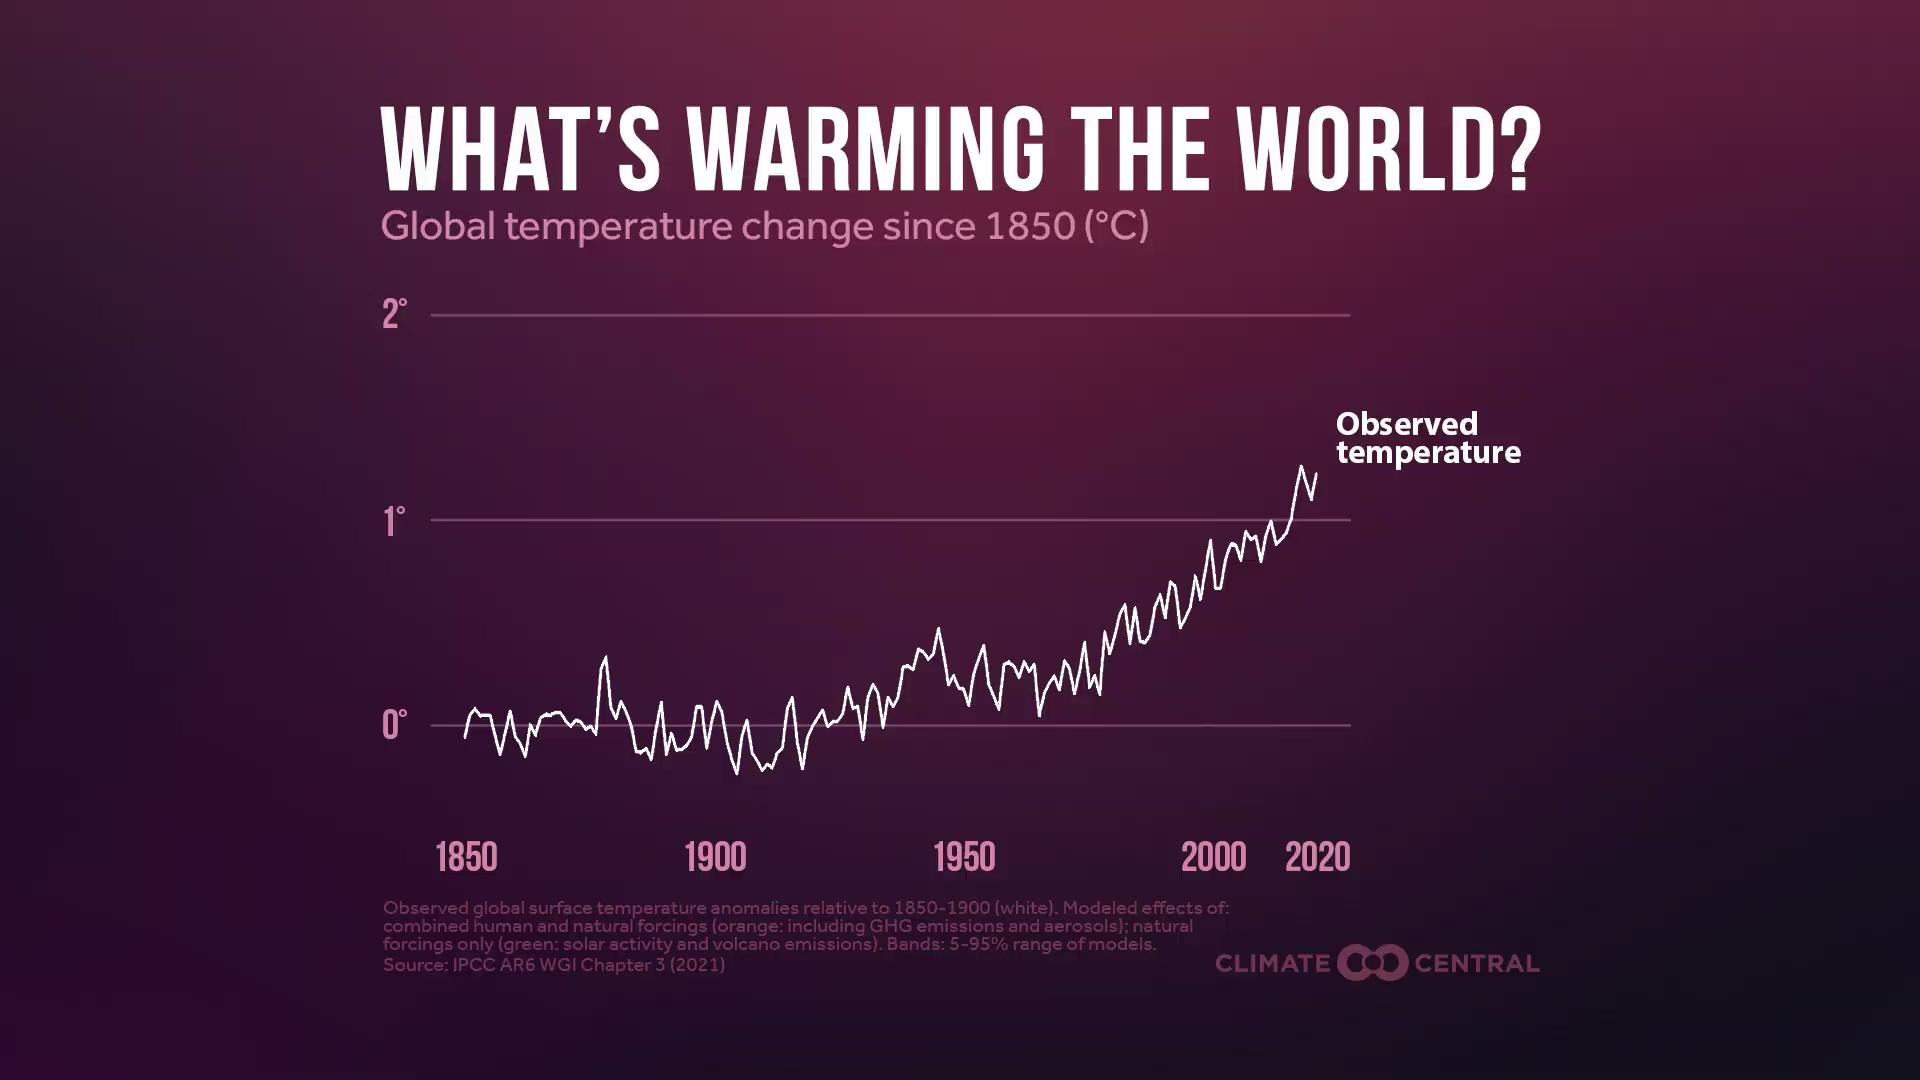 WHAT'S WARMING THE WORLD?
Global temperature change since 1850 (°C)
2°
Observed
temperature
1°
0°
1850 1900 1950 2000 2020
Observed global surface temperature anomalies relative to 1850-1900 (white). Modeled effects of:
combined human and natural forcings (orange: including GHG emissions and aerosols); natural
forcings only (green: solar activity and volcano emissions). Bands: 5-95% range of models.
Source: IPCC AR6 WGI Chapter 3 (2021)
CLIMATE CENTRAL